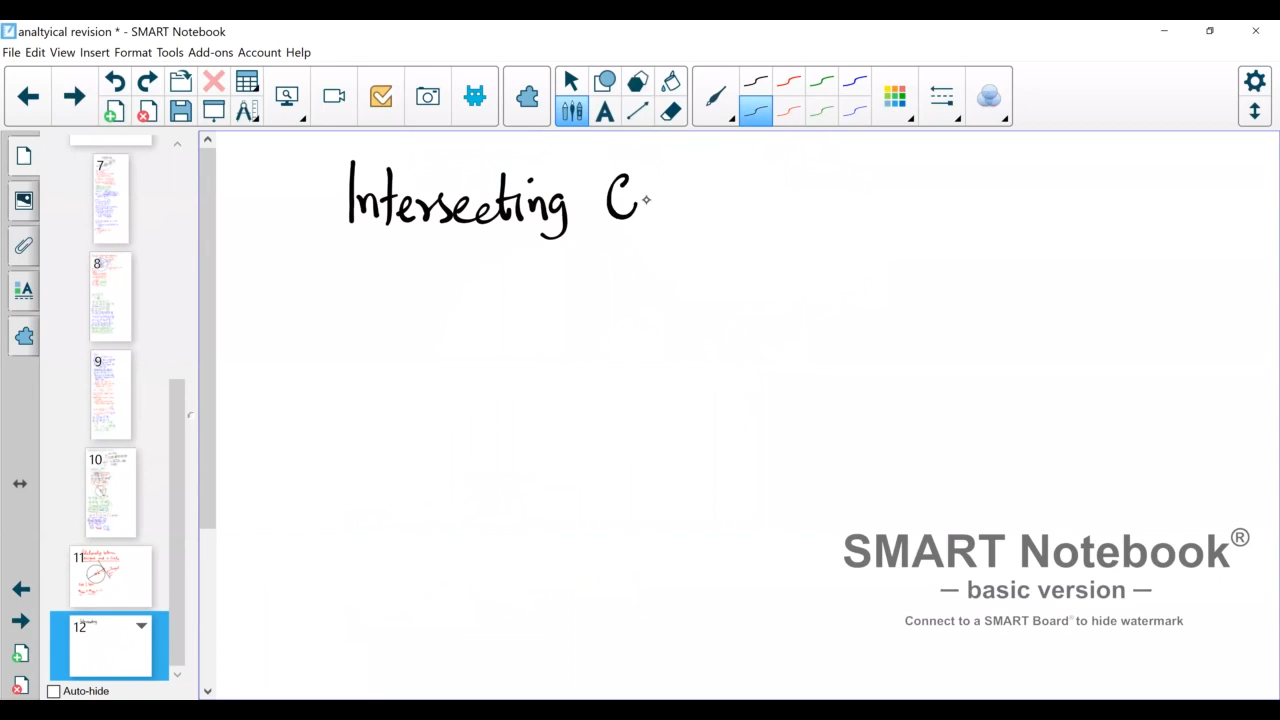 analtyical revision * - SMART Notebook
File Edit View Insert Format Tools Add-ons Account Help
Intersecting C
7
8
9
10
11
12
Auto-hide
SMART Notebook®
— basic version —
Connect to a SMART Board® to hide watermark